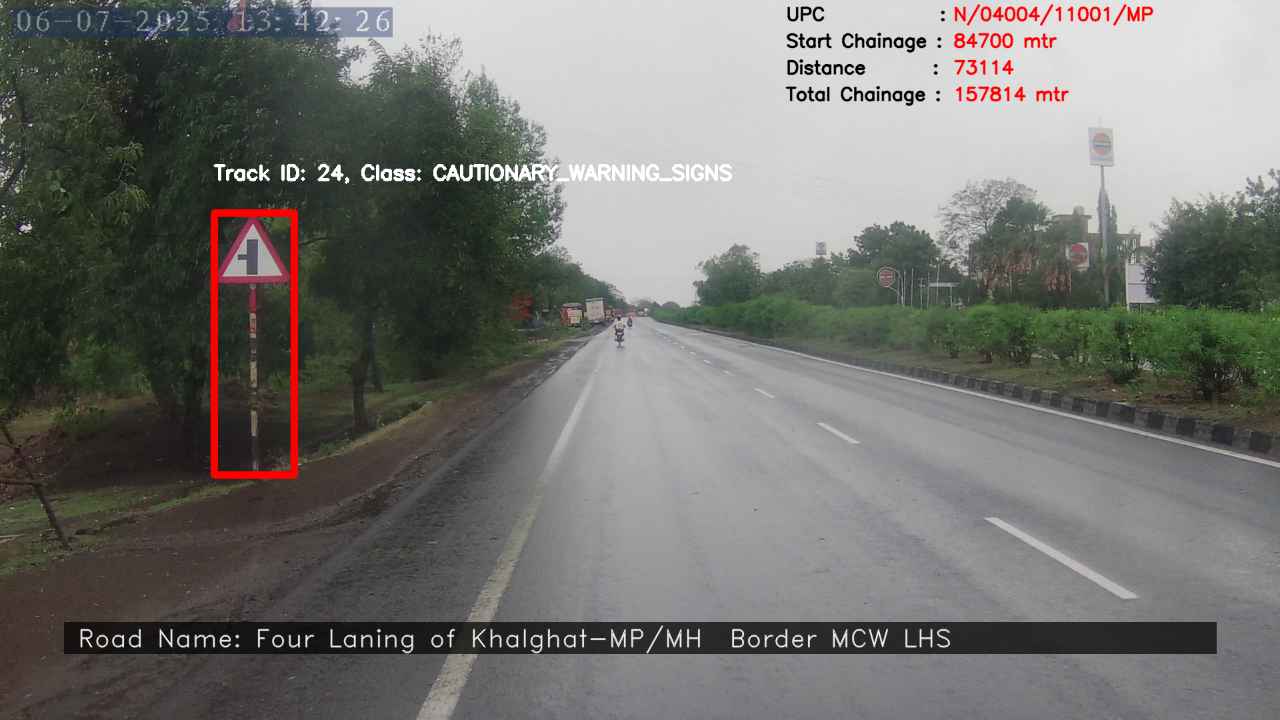 06-07-2025 13:42:26
UPC : N/04004/11001/MP
Start Chainage : 84700 mtr
Distance : 73114
Total Chainage : 157814 mtr
Track ID: 24, Class: CAUTIONARY_WARNING_SIGNS
Road Name: Four Laning of Khalghat-MP/MH Border MCW LHS